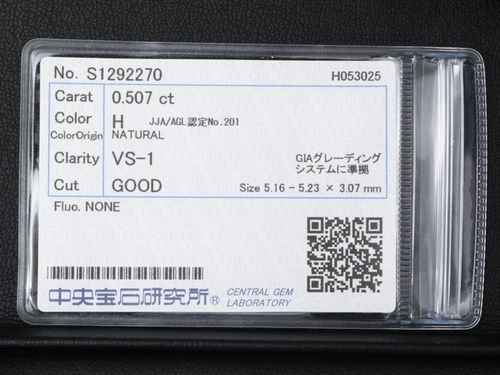 No. S1292270 H053025
Carat 0.507 ct
Color H JJA/AGL認定No.201
ColorOrigin NATURAL
Clarity VS-1 GIAグレーディング
システムに準拠
Cut GOOD Size 5.16 - 5.23 × 3.07 mm
Fluo. NONE
中央宝石研究所® CENTRAL GEM
LABORATORY